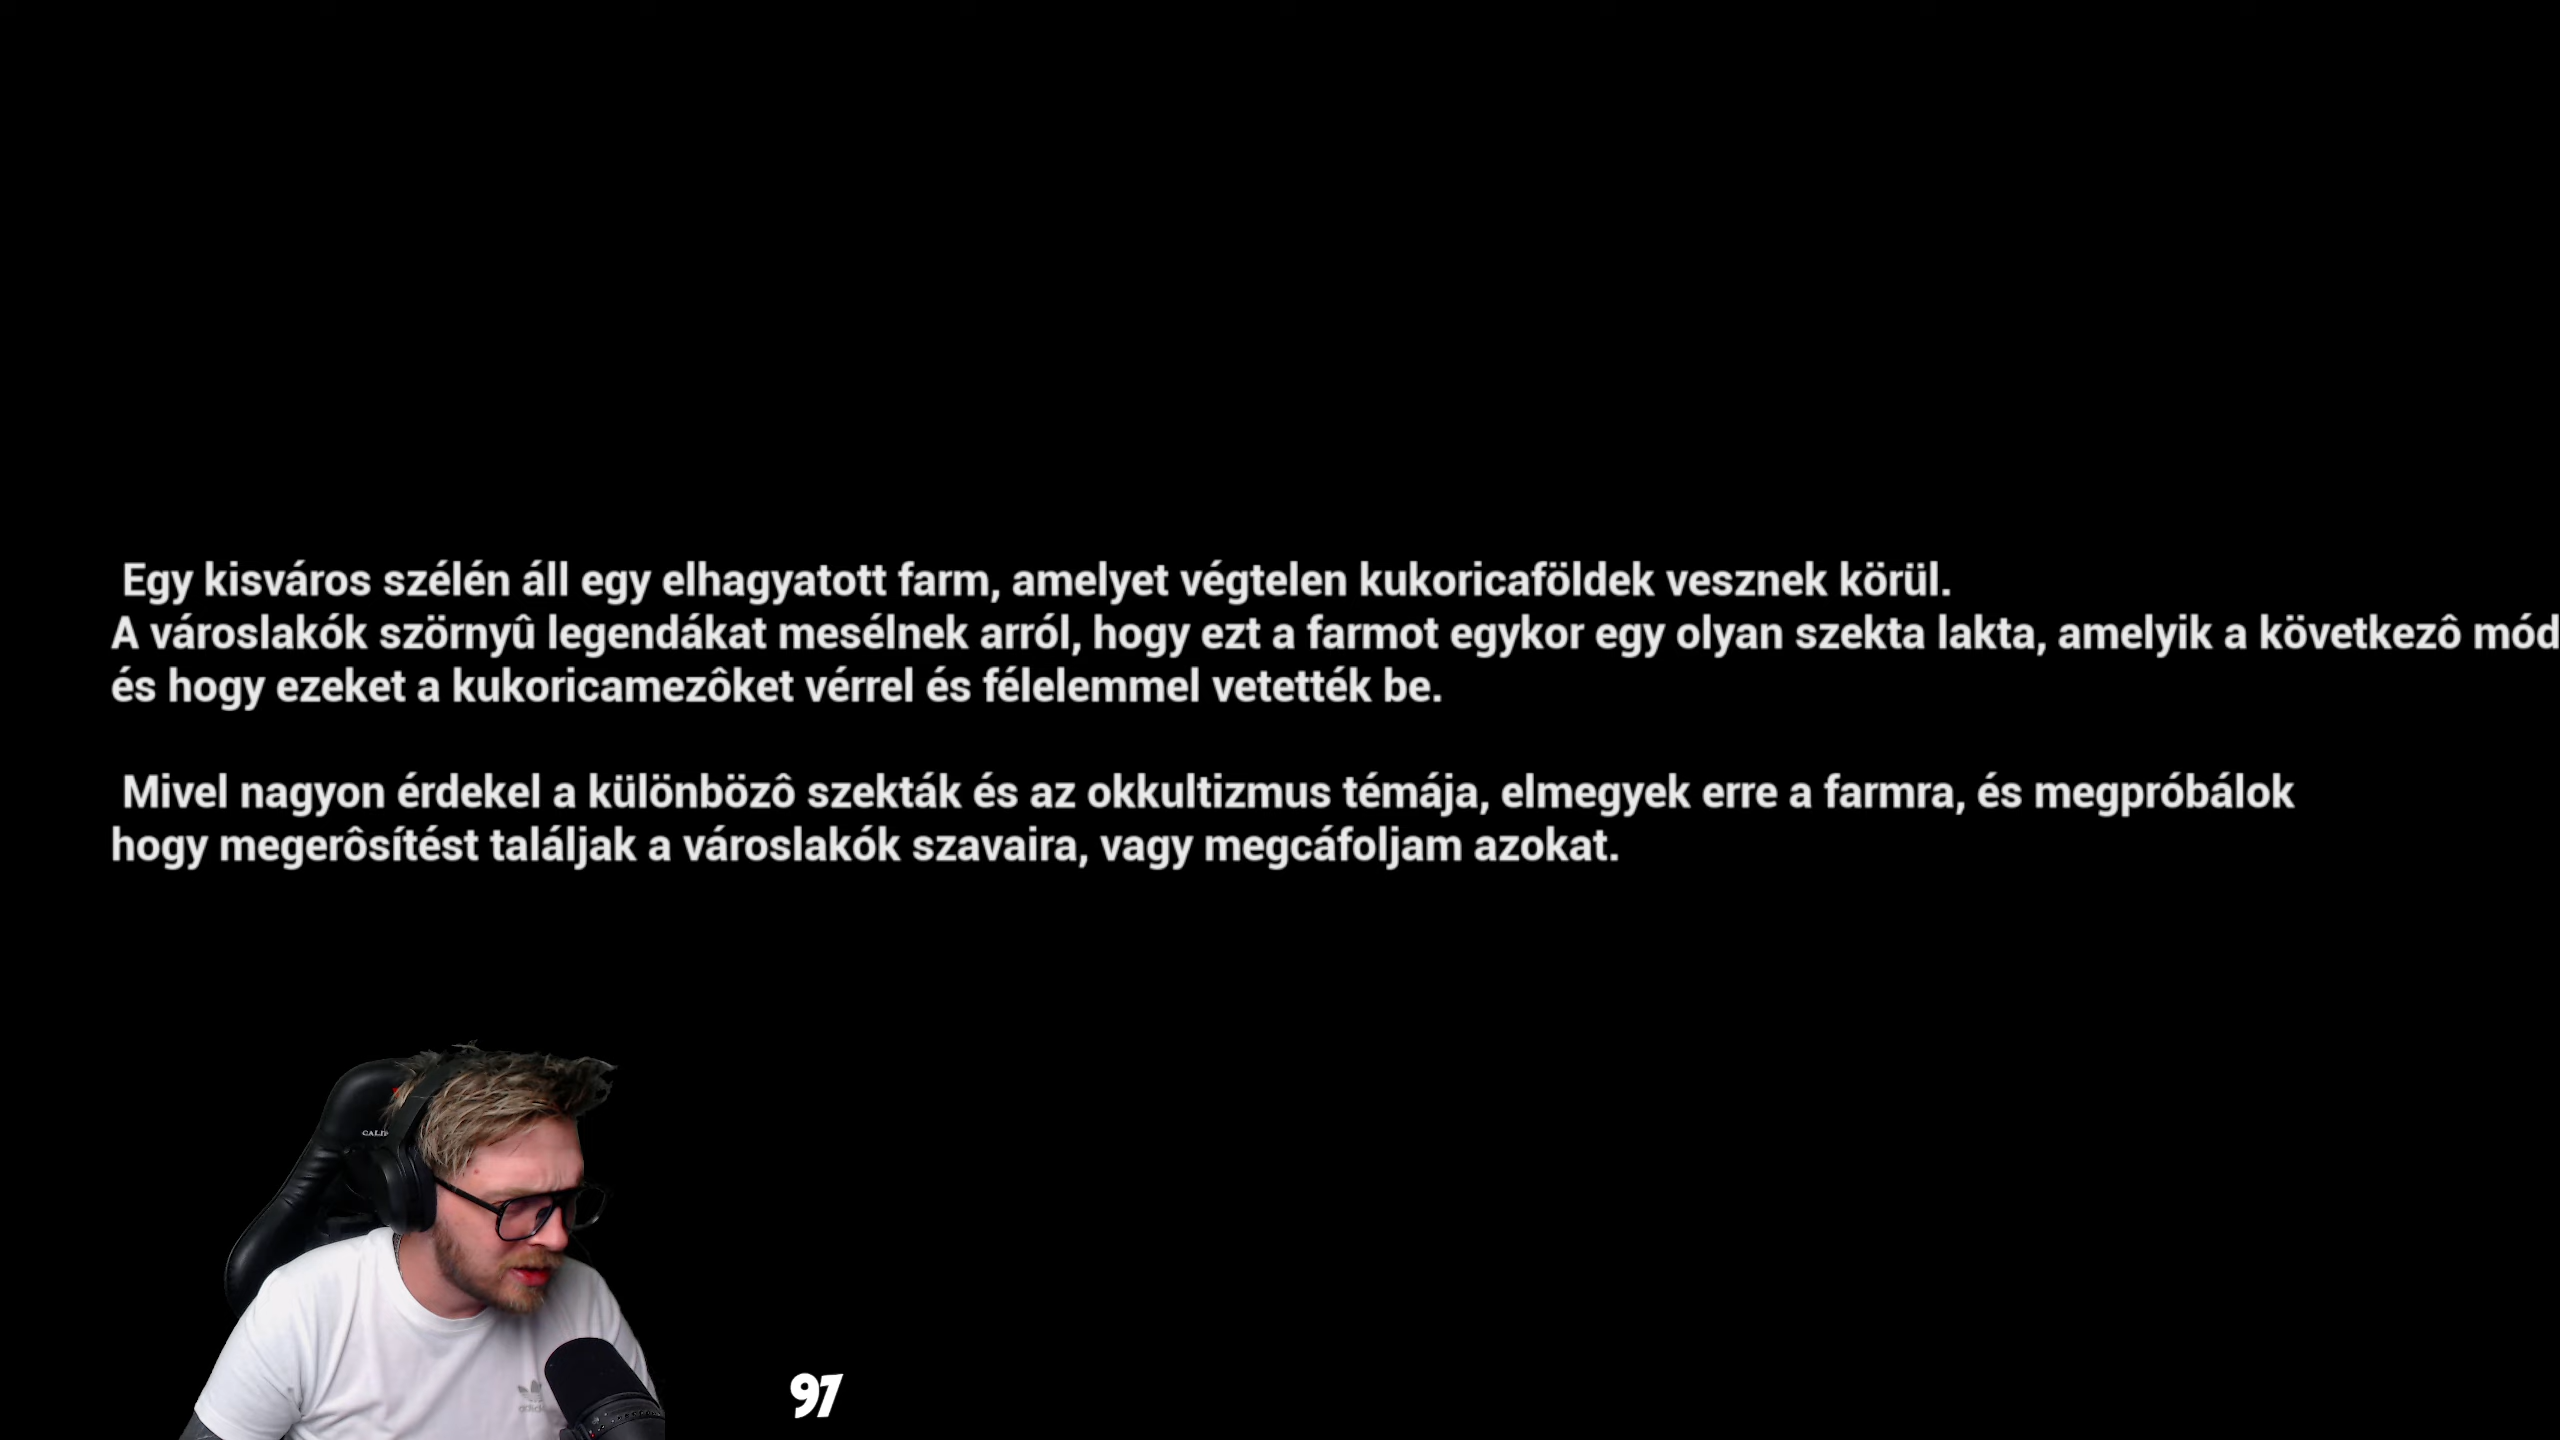 Egy kisváros szélén áll egy elhagyatott farm, amelyet végtelen kukoricaföldek vesznek körül.
A városlakók szörnyû legendákat mesélnek arról, hogy ezt a farmot egykor egy olyan szekta lakta, amelyik a következô mód
és hogy ezeket a kukoricamezôket vérrel és félelemmel vetették be.
Mivel nagyon érdekel a különbözô szekták és az okkultizmus témája, elmegyek erre a farmra, és megpróbálok
hogy megerôsítést találjak a városlakók szavaira, vagy megcáfoljam azokat.
97